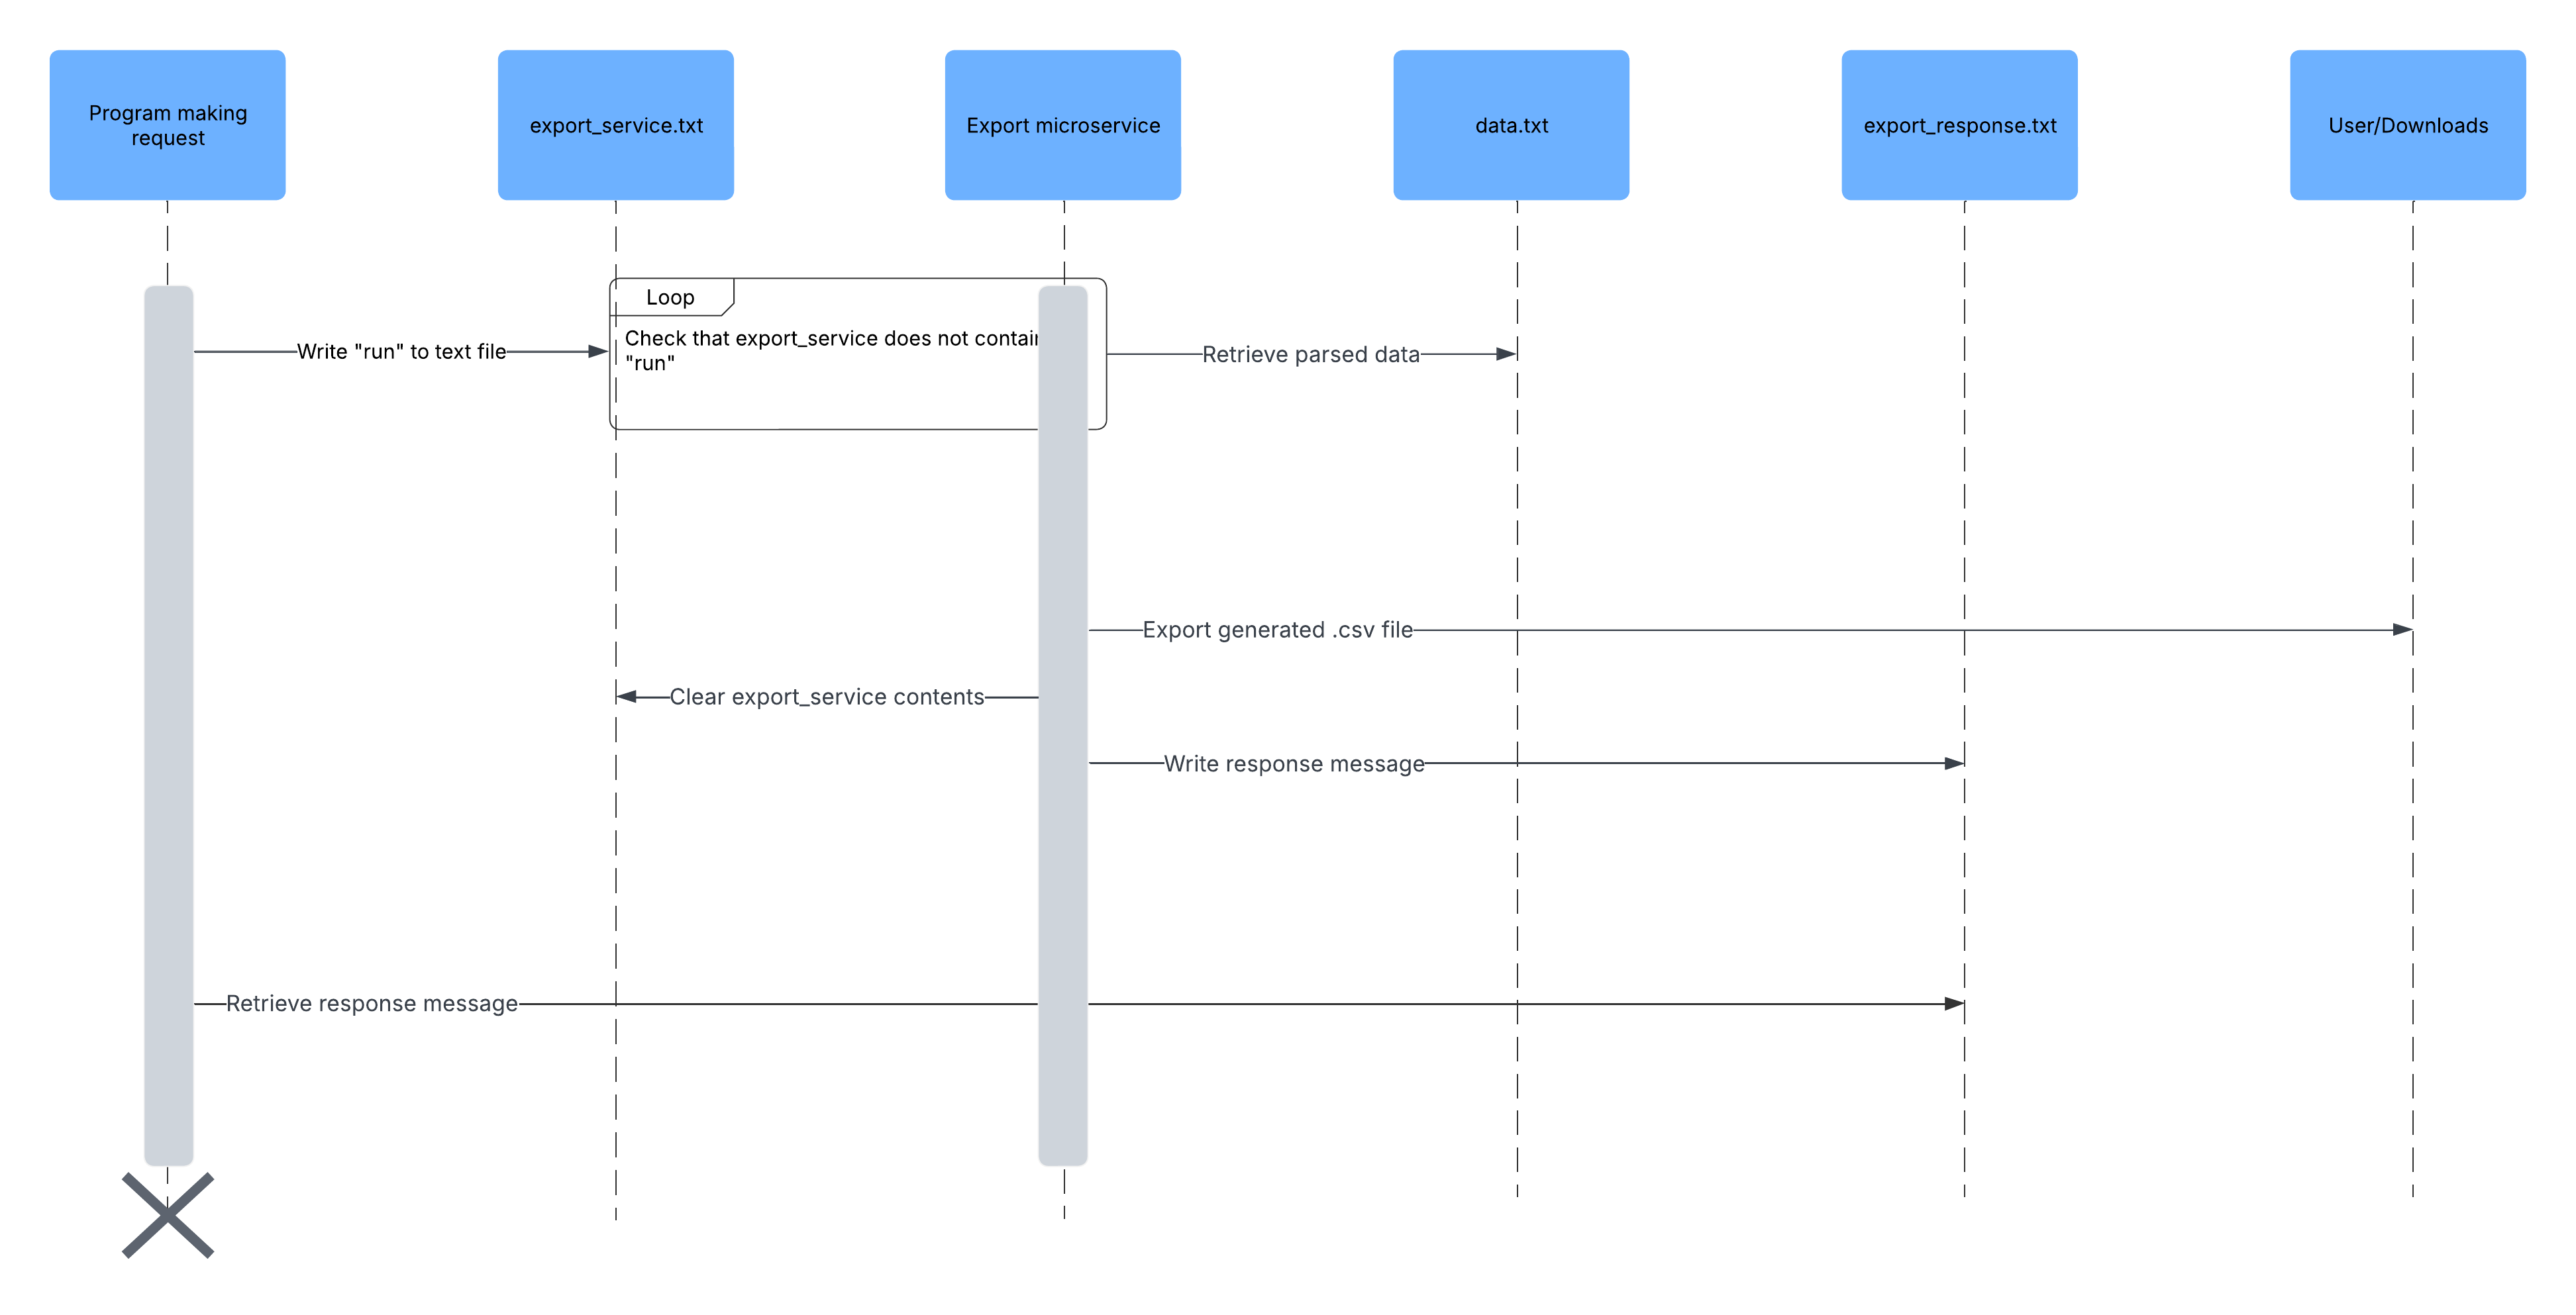 Program making
request
export_service.txt
Export microservice
data.txt
export_response.txt
User/Downloads
Loop
Check that export_service does not contain
"run"
Write "run" to text file
Retrieve parsed data
Export generated .csv file
Clear export_service contents
Write response message
Retrieve response message